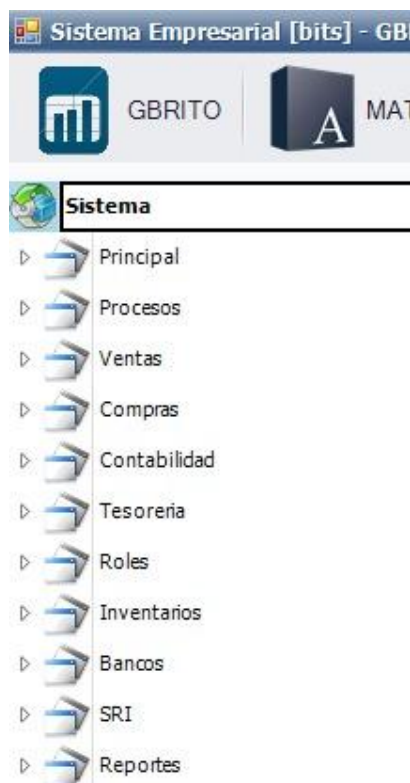 Sistema Empresarial [bits] - GB
GBRITO
A
MAT
Sistema
Principal
Procesos
Ventas
Compras
Contabilidad
Tesoreria
Roles
Inventarios
Bancos
SRI
Reportes